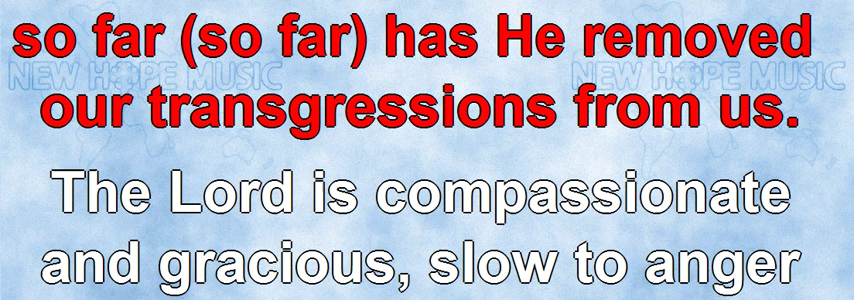 so far (so far) has He removed
NEW HOPE MUSIC NEW HOPE MUSIC
our transgressions from us.
The Lord is compassionate
and gracious, slow to anger